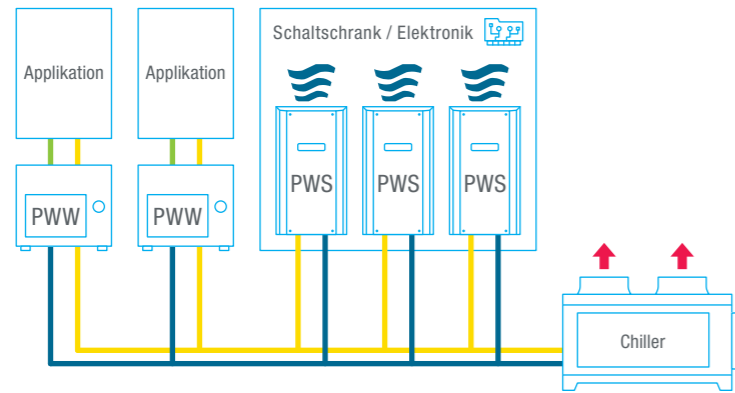 Schaltschrank / Elektronik
Applikation
Applikation
PWS
PWS
PWS
PWW
PWW
Chiller